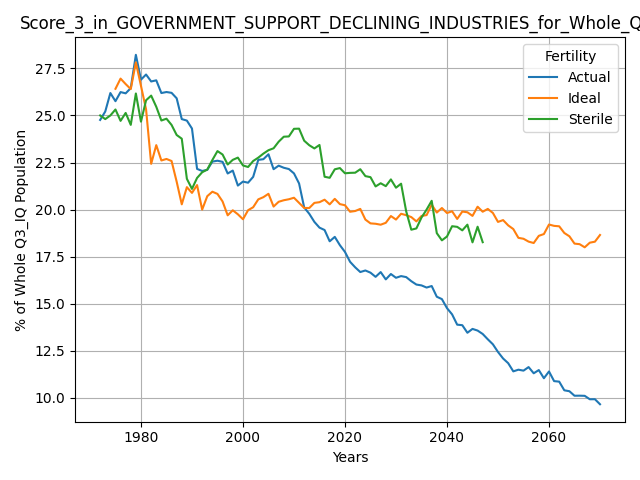 Score_3_in_GOVERNMENT_SUPPORT_DECLINING_INDUSTRIES_for_Whole_Q
Fertility
Actual
Ideal
Sterile
% of Whole Q3_IQ Population
27.5
25.0
22.5
20.0
17.5
15.0
12.5
10.0
1980
2000
2020
2040
2060
Years